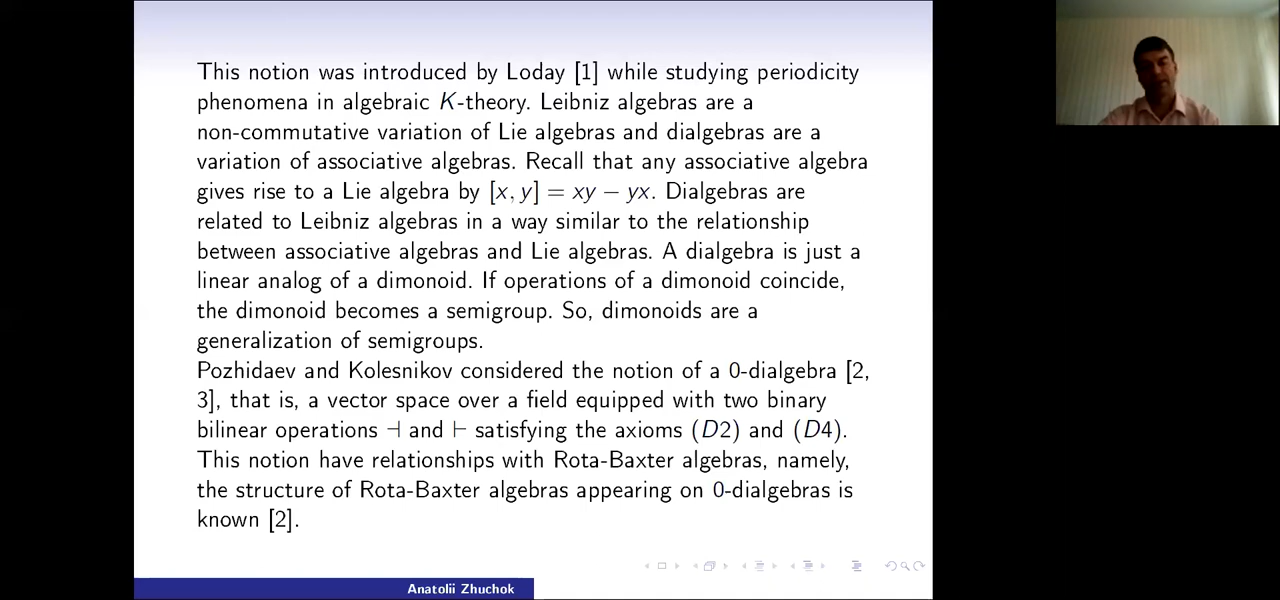 This notion was introduced by Loday [1] while studying periodicity
phenomena in algebraic K-theory. Leibniz algebras are a
non-commutative variation of Lie algebras and dialgebras are a
variation of associative algebras. Recall that any associative algebra
gives rise to a Lie algebra by [x, y] = xy − yx. Dialgebras are
related to Leibniz algebras in a way similar to the relationship
between associative algebras and Lie algebras. A dialgebra is just a
linear analog of a dimonoid. If operations of a dimonoid coincide,
the dimonoid becomes a semigroup. So, dimonoids are a
generalization of semigroups.
Pozhidaev and Kolesnikov considered the notion of a 0-dialgebra [2,
3], that is, a vector space over a field equipped with two binary
bilinear operations ⊣ and ⊢ satisfying the axioms (D2) and (D4).
This notion have relationships with Rota-Baxter algebras, namely,
the structure of Rota-Baxter algebras appearing on 0-dialgebras is
known [2].
Anatolii Zhuchok